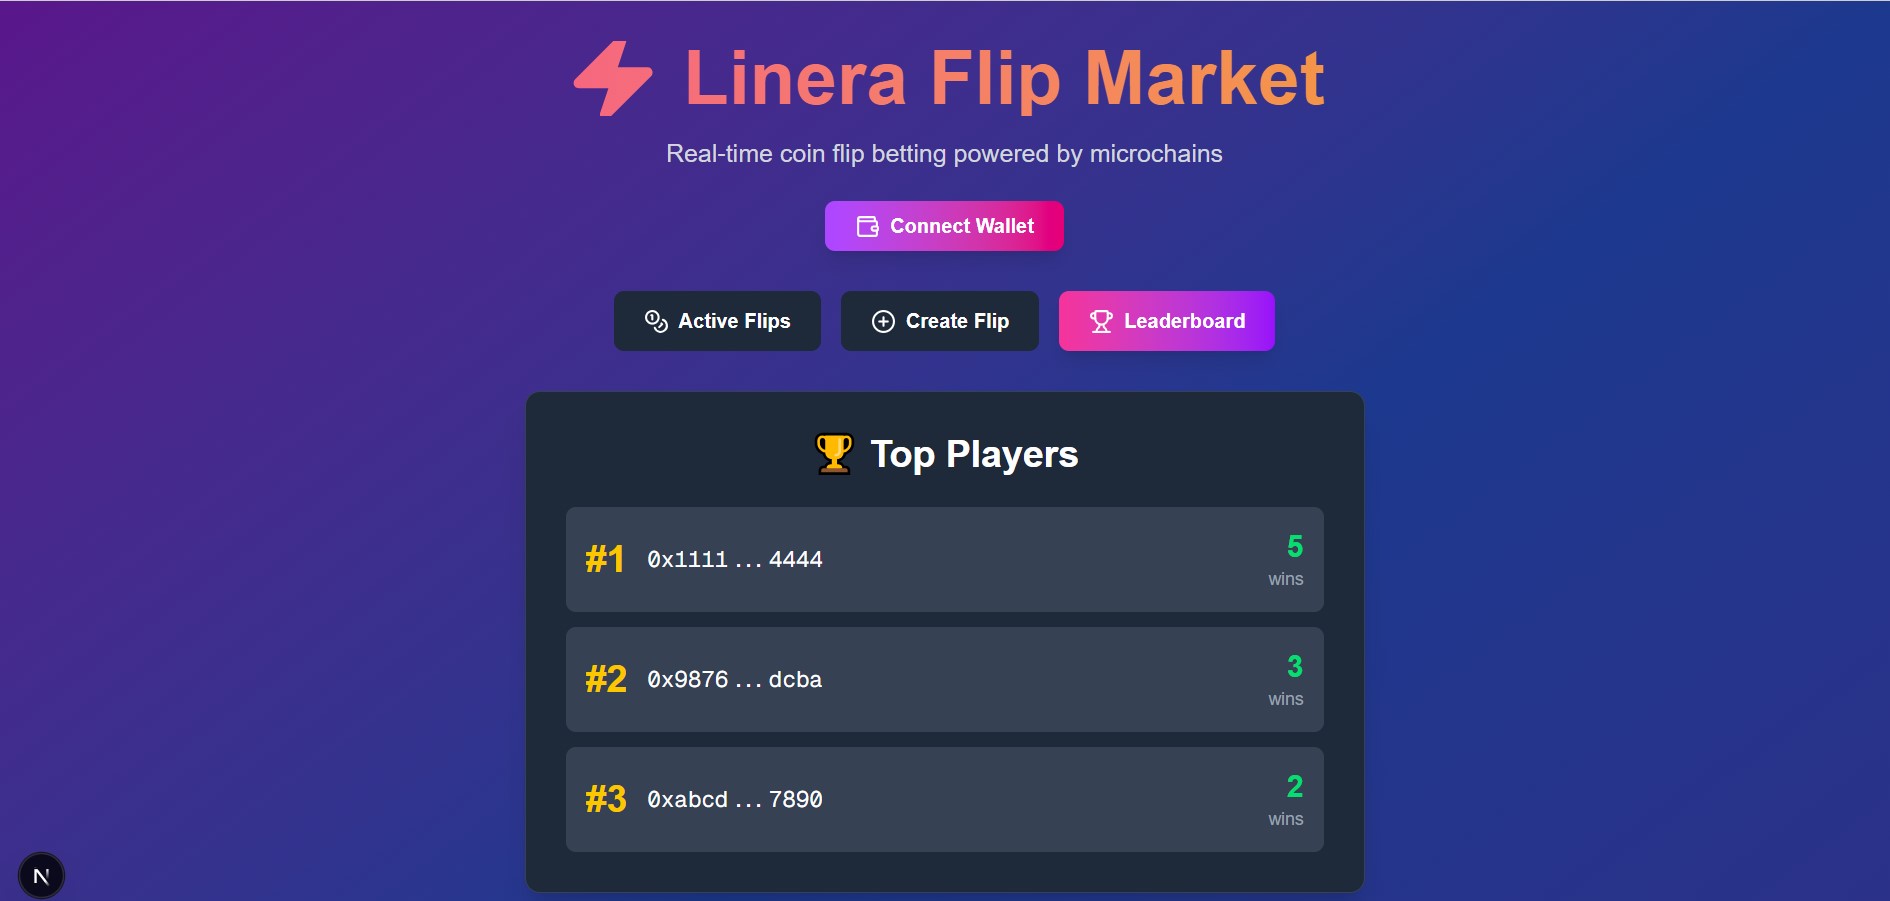 Linera Flip Market
Real-time coin flip betting powered by microchains
Connect Wallet
Active Flips
Create Flip
Leaderboard
Top Players
#1 0x1111...4444 5 wins
#2 0x9876...dcba 3 wins
#3 0xabcd...7890 2 wins
N